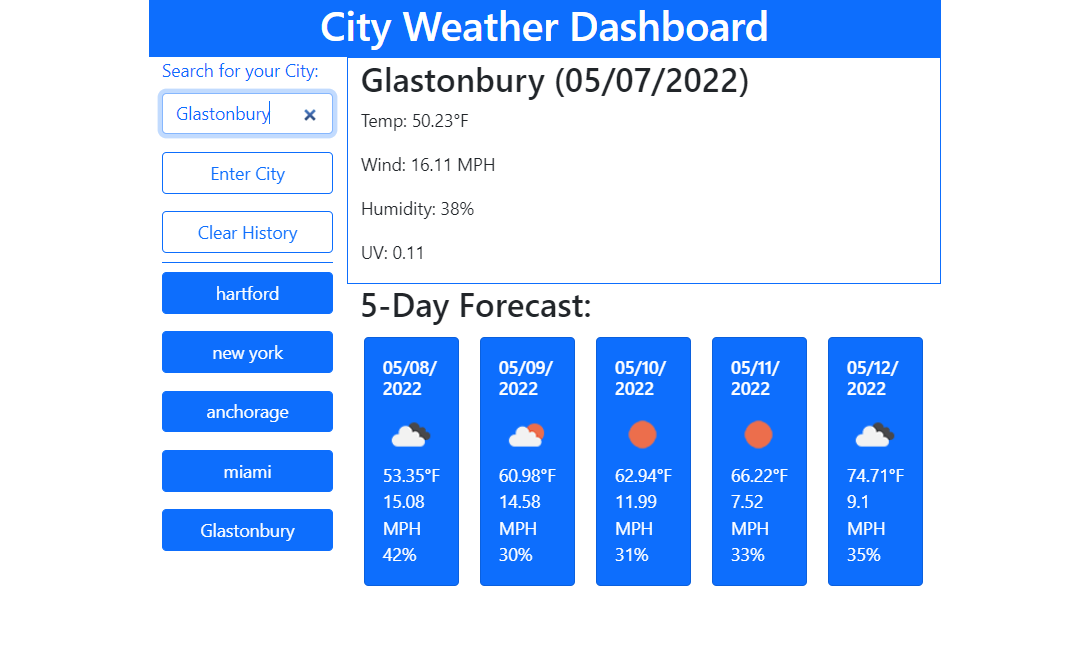 City Weather Dashboard
Search for your City:
Glastonbury
Enter City
Clear History
hartford
new york
anchorage
miami
Glastonbury
Glastonbury (05/07/2022)
Temp: 50.23°F
Wind: 16.11 MPH
Humidity: 38%
UV: 0.11
5-Day Forecast:
05/08/
2022
53.35°F
15.08
MPH
42%
05/09/
2022
60.98°F
14.58
MPH
30%
05/10/
2022
62.94°F
11.99
MPH
31%
05/11/
2022
66.22°F
7.52
MPH
33%
05/12/
2022
74.71°F
9.1
MPH
35%